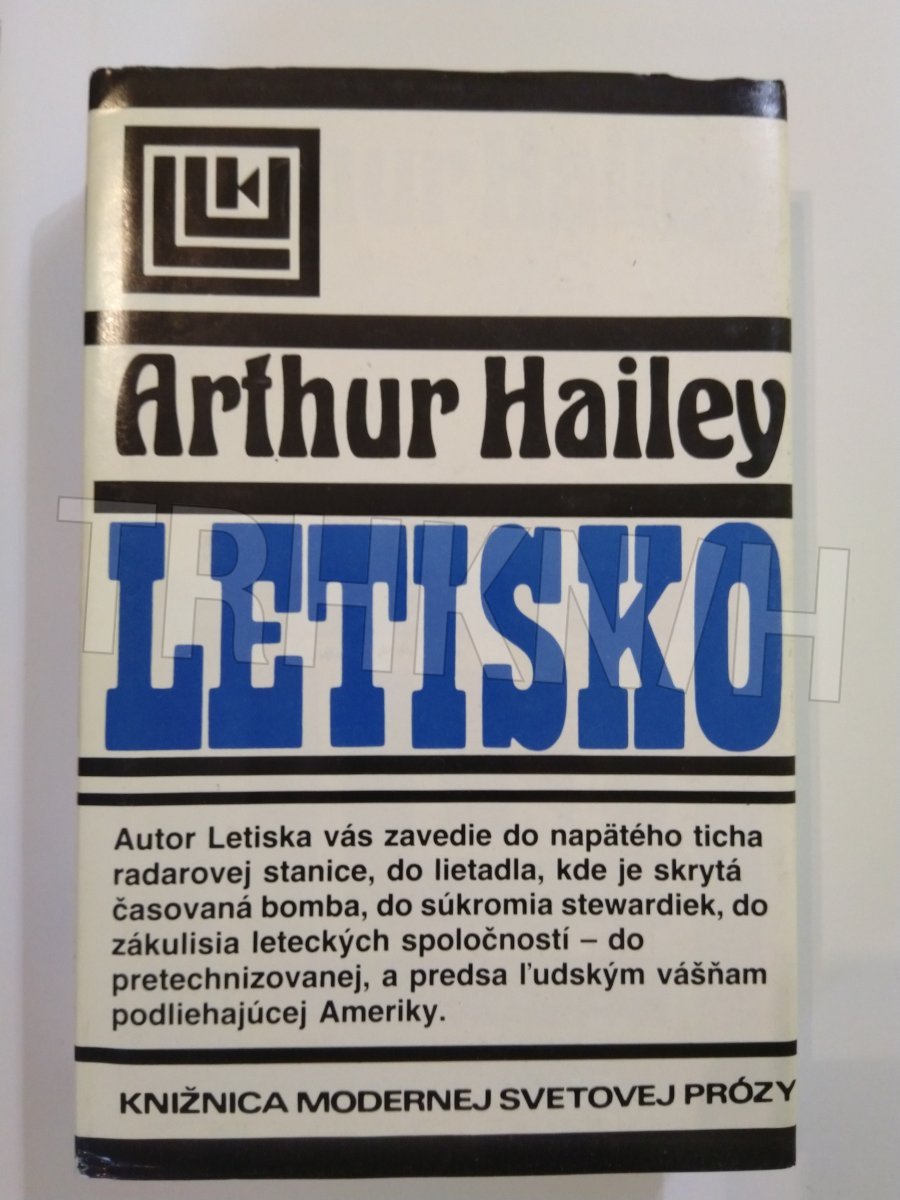 Arthur Hailey
LETISKO
TRHKNIH
Autor Letiska vás zavedie do napätého ticha
radarovej stanice, do lietadla, kde je skrytá
časovaná bomba, do súkromia stewardiek, do
zákulisia leteckých spoločností – do
pretechnizovanej, a predsa ľudským vášňam
podliehajúcej Ameriky.
KNIŽNICA MODERNEJ SVETOVEJ PRÓZY